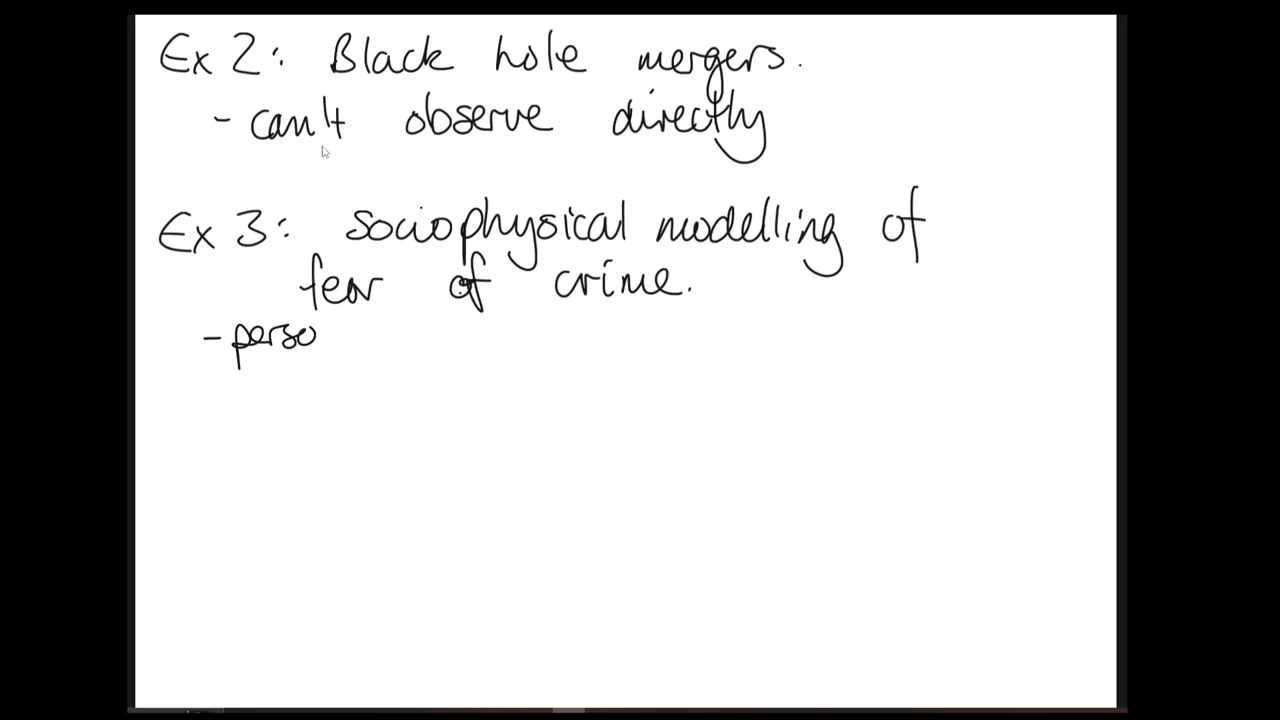 Ex 2: Black hole mergers.
- can't observe directly
Ex 3: sociophysical modelling of
fear of crime.
- perso